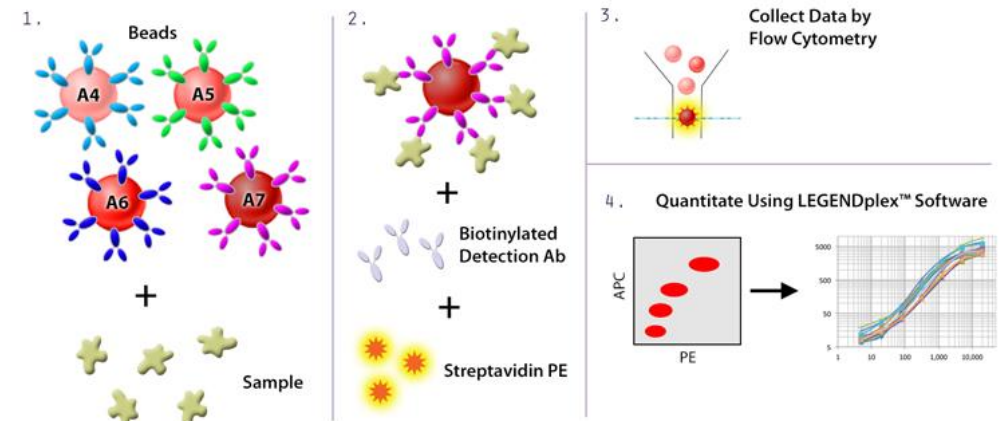 1.
Beads
A4
A5
A6
A7
+
Sample
2.
+
Biotinylated
Detection Ab
+
Streptavidin PE
3.
Collect Data by
Flow Cytometry
4.
Quantitate Using LEGENDplex™ Software
APC
PE
5000
500
50
5
1 10 100 1,000 10,000